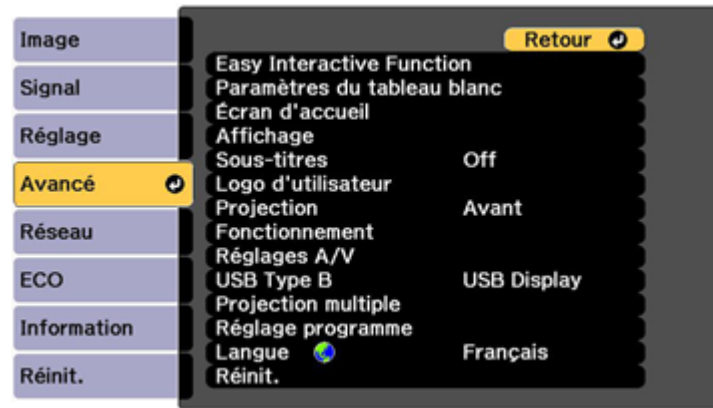 Image
Signal
Réglage
Avancé
Réseau
ECO
Information
Réinit.
Retour
Easy Interactive Function
Paramètres du tableau blanc
Écran d'accueil
Affichage
Sous-titres Off
Logo d'utilisateur
Projection Avant
Fonctionnement
Réglages A/V
USB Type B USB Display
Projection multiple
Réglage programme
Langue Français
Réinit.